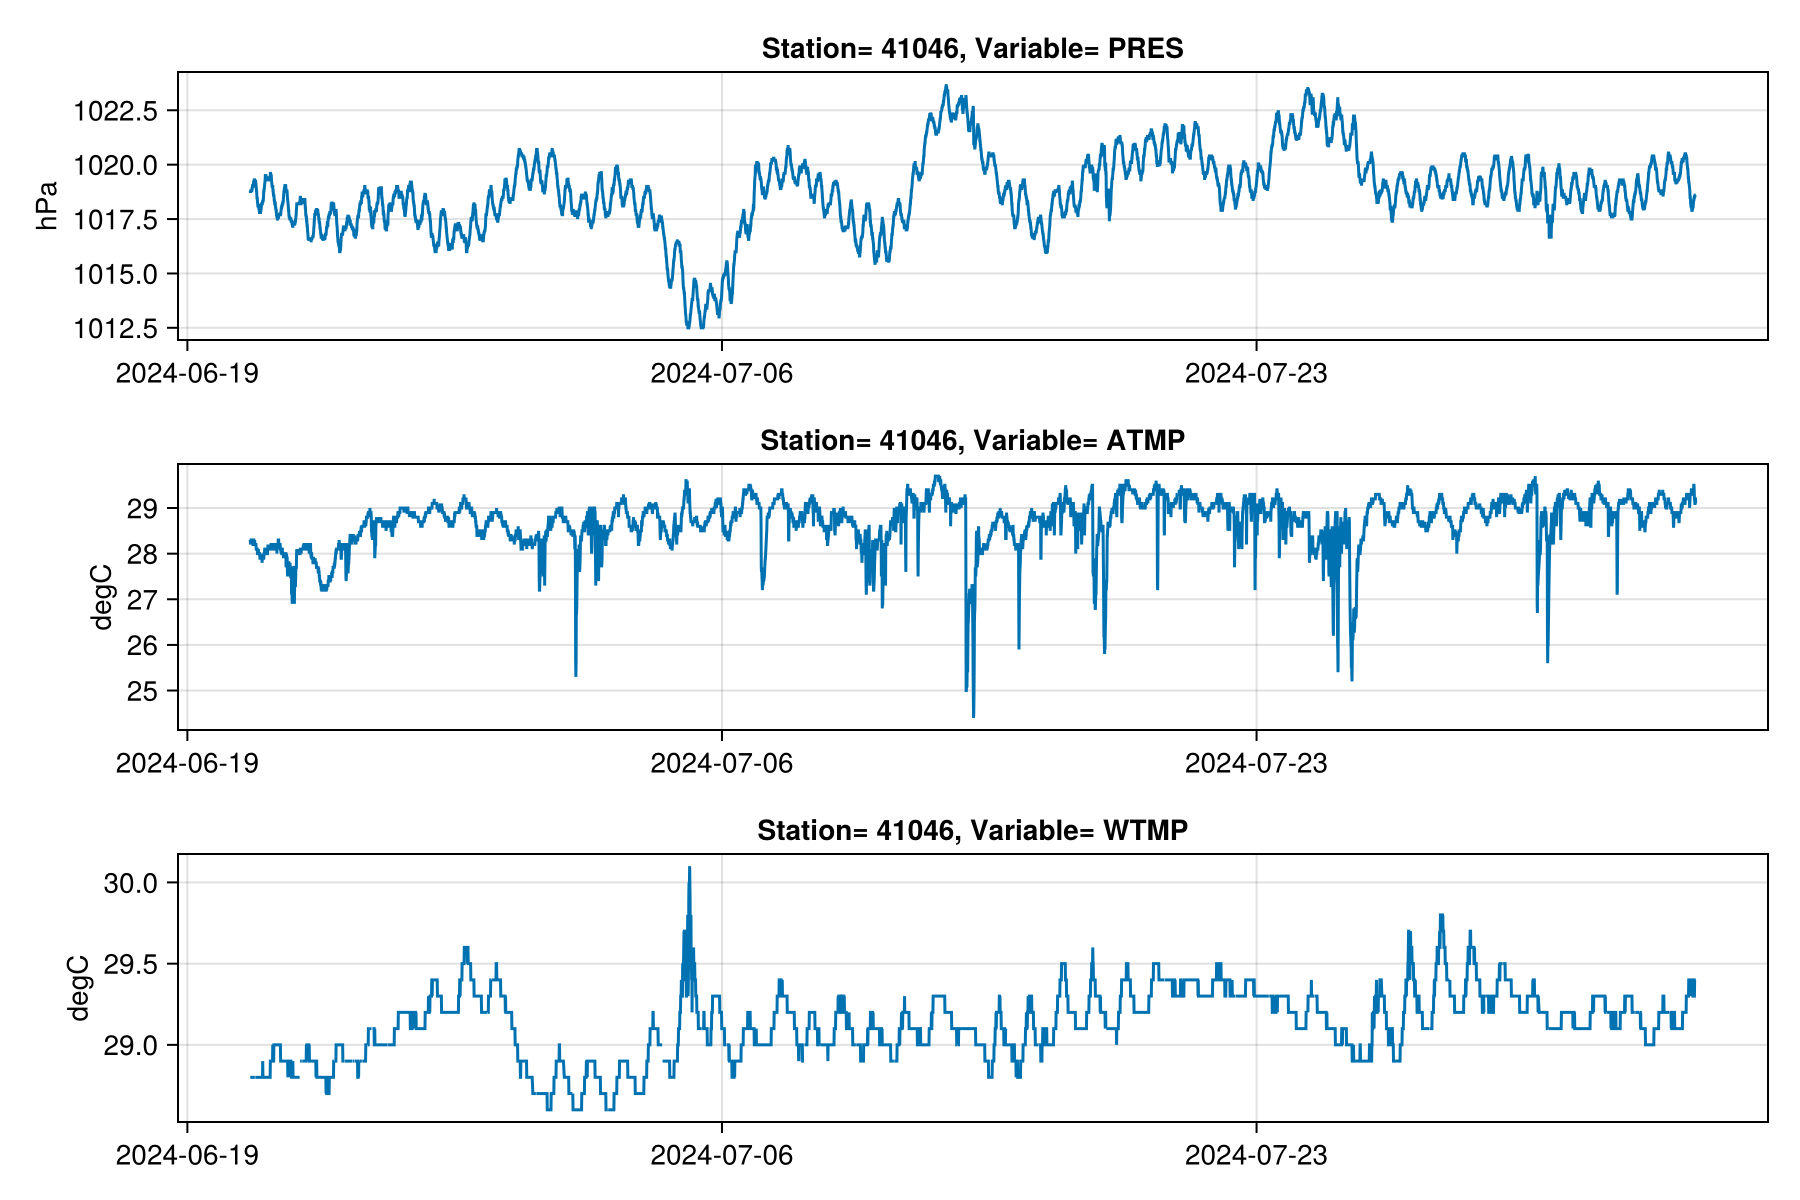 Station= 41046, Variable= PRES
hPa
1022.5
1020.0
1017.5
1015.0
1012.5
2024-06-19 2024-07-06 2024-07-23
Station= 41046, Variable= ATMP
degC
29
28
27
26
25
2024-06-19 2024-07-06 2024-07-23
Station= 41046, Variable= WTMP
degC
30.0
29.5
29.0
2024-06-19 2024-07-06 2024-07-23